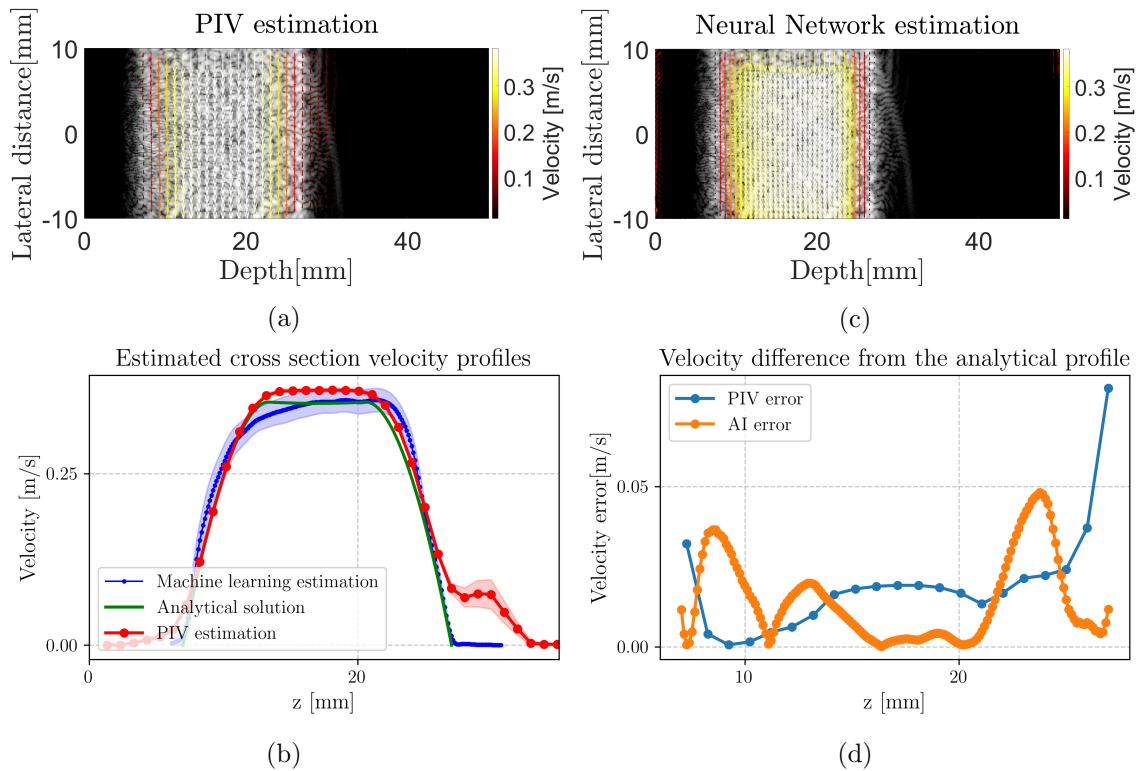 PIV estimation
Lateral distance[mm]
10
0
-10
0
20
40
Depth[mm]
0.3
0.2
0.1
Velocity [m/s]
(a)
Neural Network estimation
Lateral distance[mm]
10
0
-10
0
20
40
Depth[mm]
0.3
0.2
0.1
Velocity [m/s]
(c)
Estimated cross section velocity profiles
Velocity [m/s]
0.25
0.00
Machine learning estimation
Analytical solution
PIV estimation
0
20
z [mm]
(b)
Velocity difference from the analytical profile
PIV error
AI error
Velocity error[m/s]
0.05
0.00
10
20
z [mm]
(d)